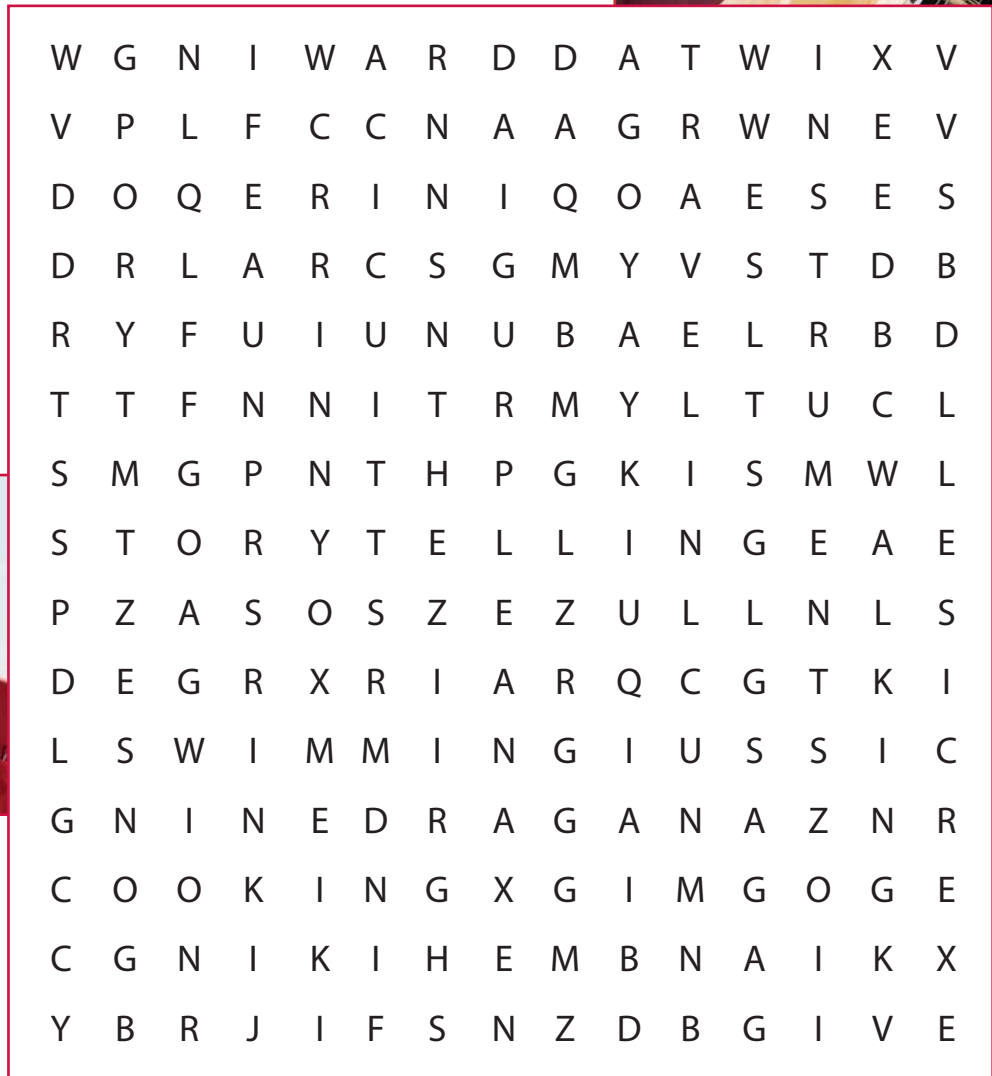 W G N I W A R D D A T W I X V
V P L F C C N A A G R W N E V
D O Q E R I N I Q O A E S E S
D R L A R C S G M Y V S T D B
R Y F U I U N U B A E L R B D
T T F N N I T R M Y L T U C L
S M G P N T H P G K I S M W L
S T O R Y T E L L I N G E A E
P Z A S O S Z E Z U L L N L S
D E G R X R I A R Q C G T K I
L S W I M M I N G I U S S I C
G N I N E D R A G A N A Z N R
C O O K I N G X G I M G O G E
C G N I K I H E M B N A I K X
Y B R J I F S N Z D B G I V E